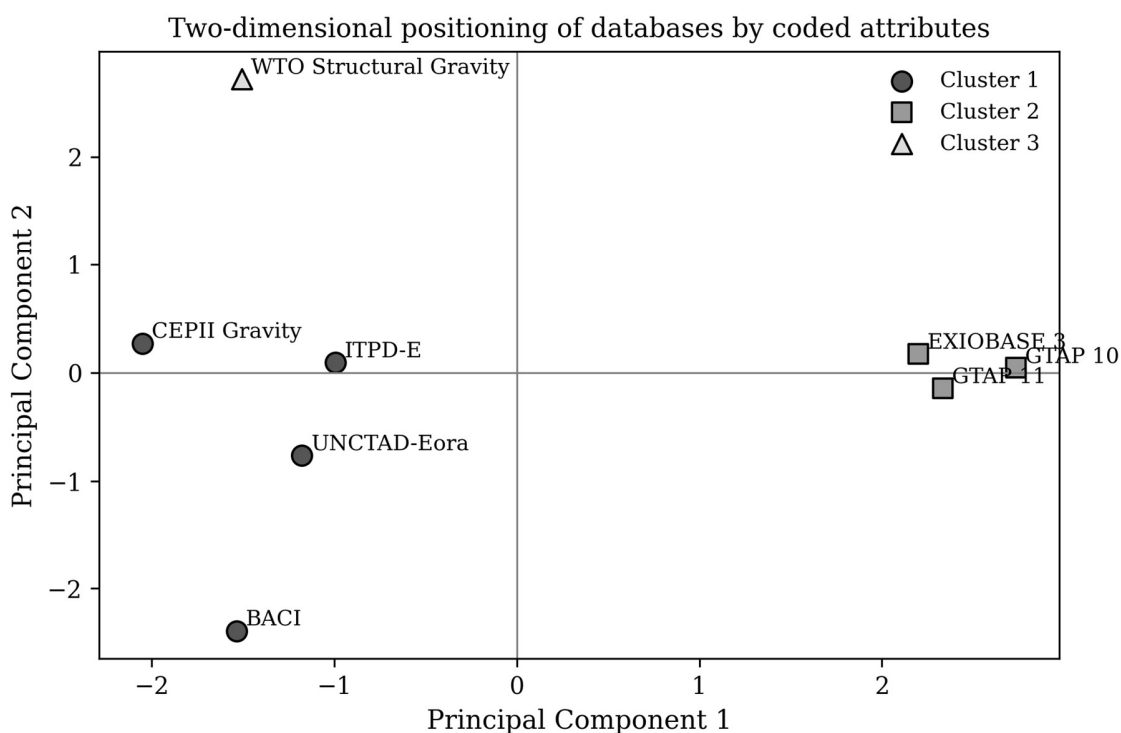 Two-dimensional positioning of databases by coded attributes
WTO Structural Gravity
Cluster 1
Cluster 2
Cluster 3
2
1
0
−1
−2
Principal Component 2
CEPII Gravity
ITPD-E
EXIOBASE 3
GTAP 10
GTAP 11
UNCTAD-Eora
BACI
−2
−1
0
1
2
Principal Component 1